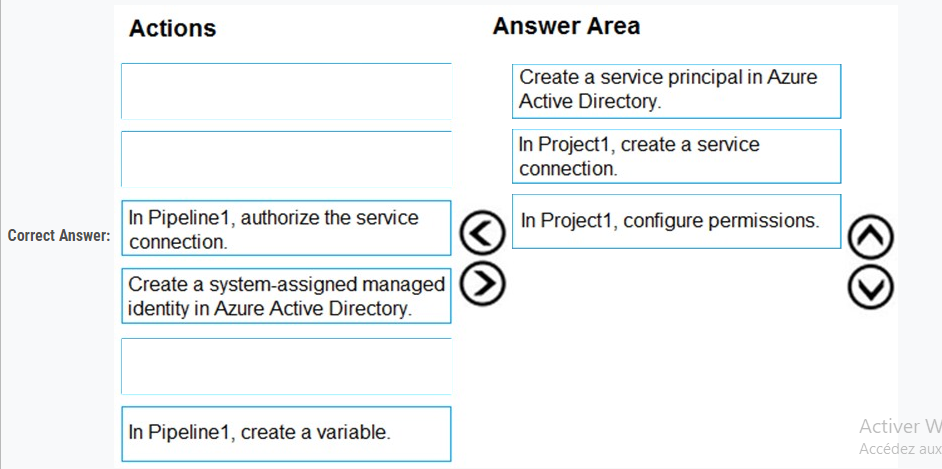 Actions
Answer Area
Create a service principal in Azure
Active Directory.
In Project1, create a service
connection.
Correct Answer:
In Pipeline1, authorize the service
connection.
In Project1, configure permissions.
Create a system-assigned managed
identity in Azure Active Directory.
In Pipeline1, create a variable.
Activer W
Accédez aux